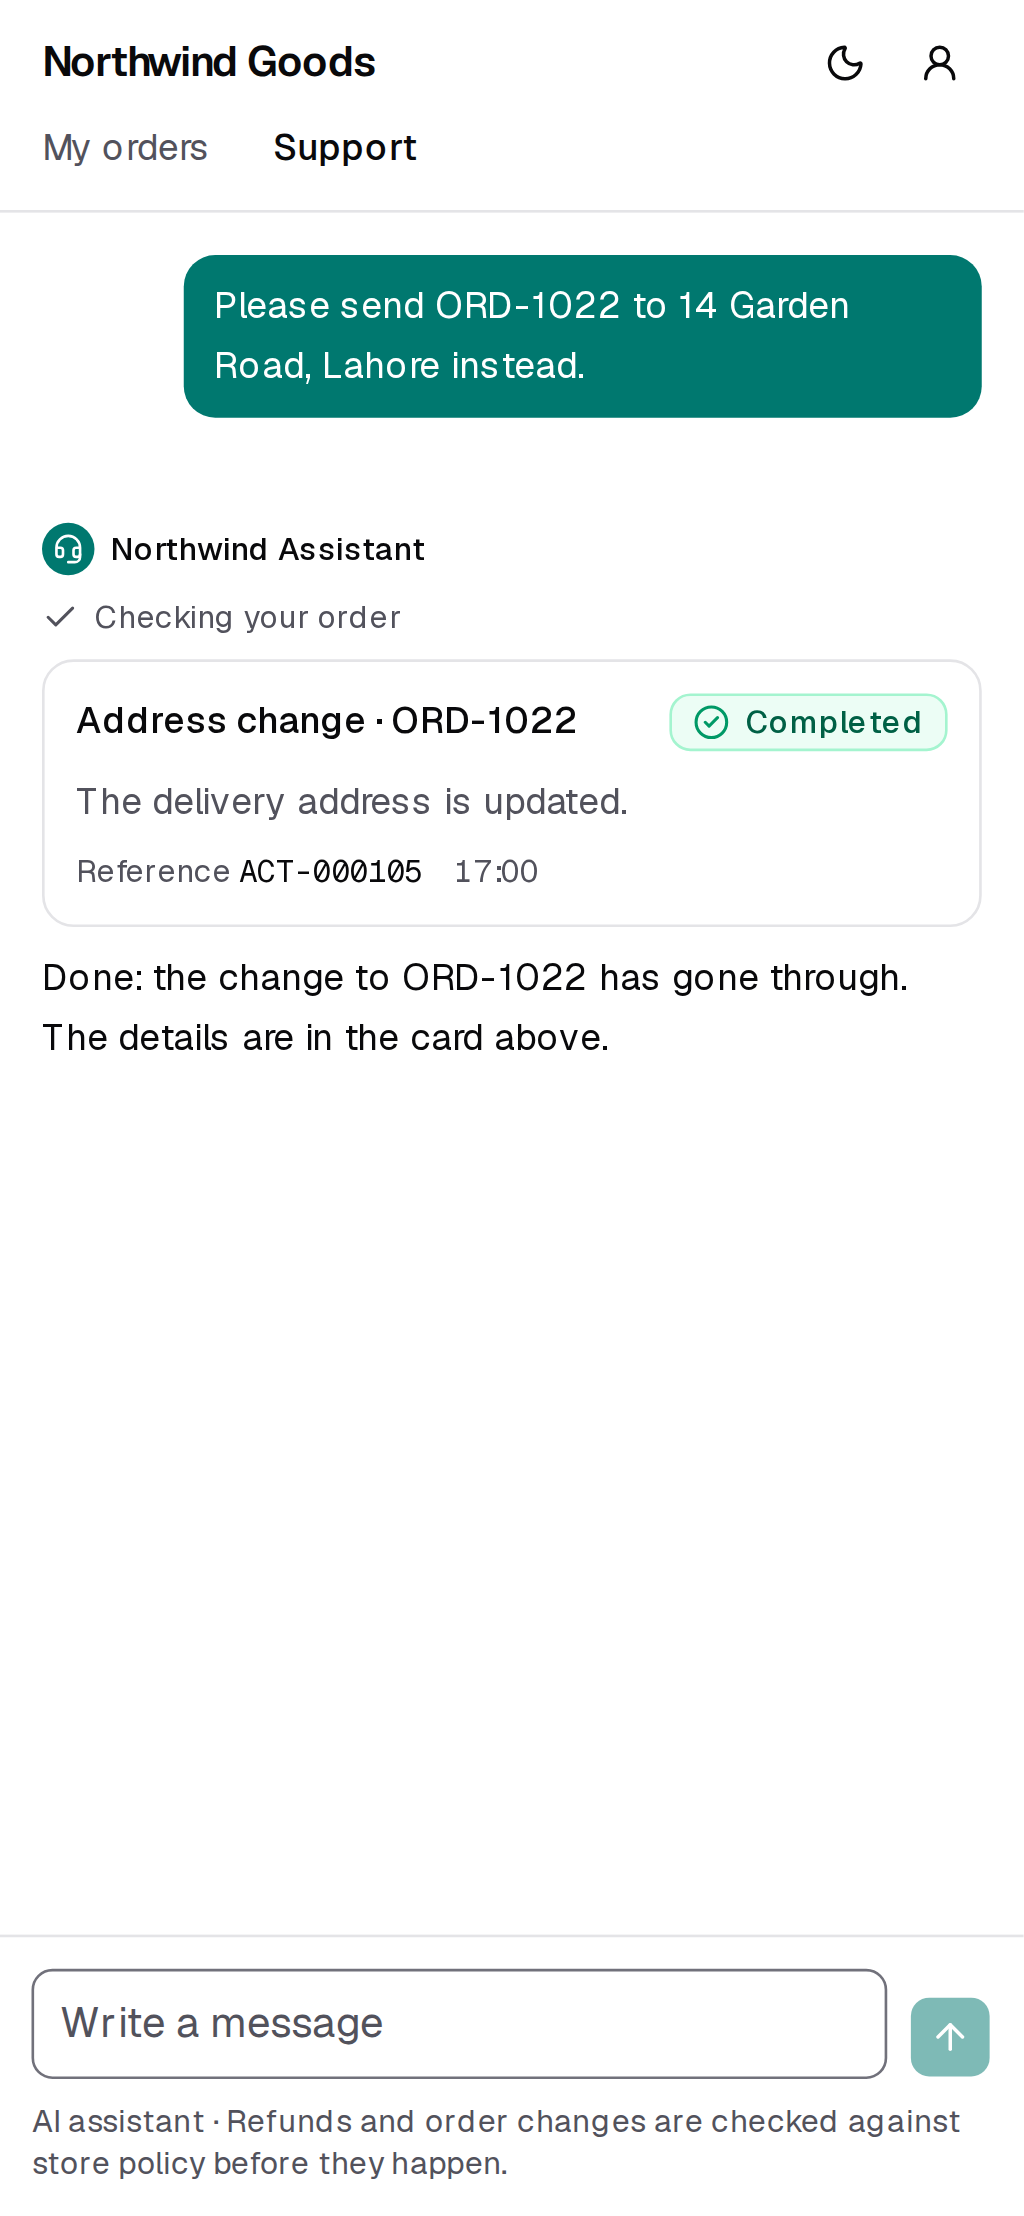 Northwind Goods
My orders Support
Please send ORD-1022 to 14 Garden
Road, Lahore instead.
Northwind Assistant
Checking your order
Address change · ORD-1022 Completed
The delivery address is updated.
Reference ACT-000105 17:00
Done: the change to ORD-1022 has gone through.
The details are in the card above.
Write a message
AI assistant · Refunds and order changes are checked against
store policy before they happen.